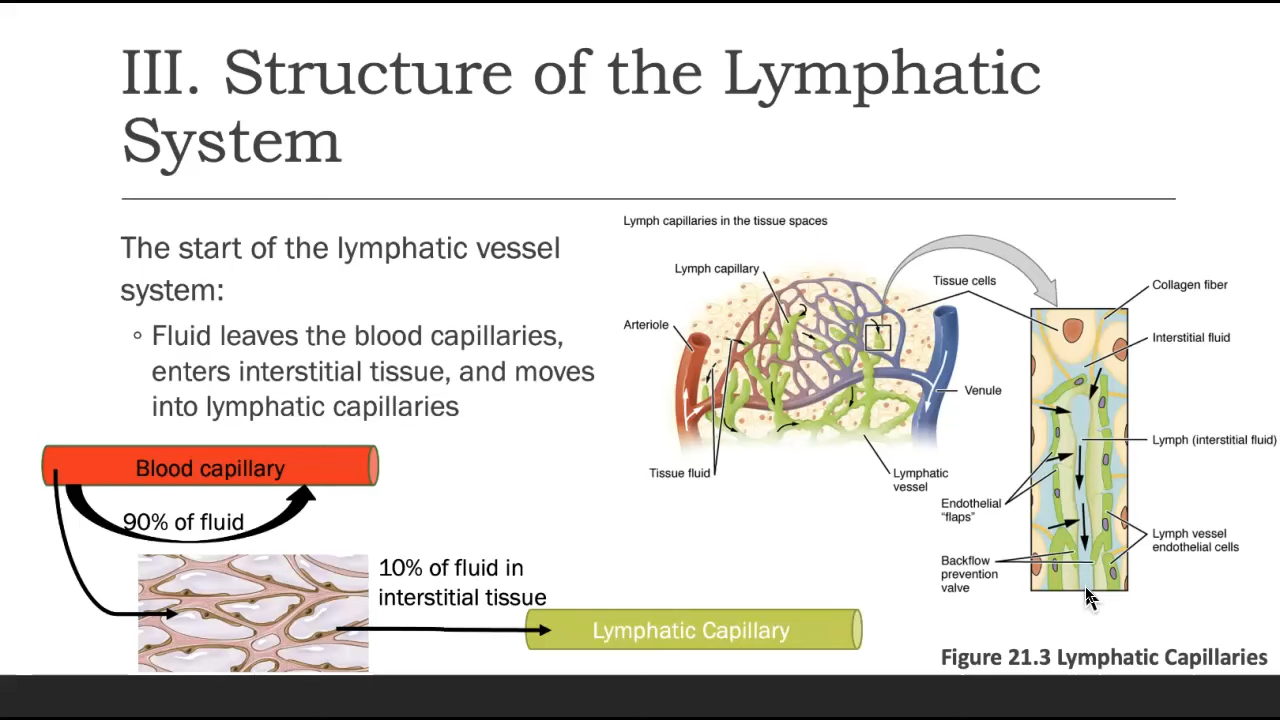 III. Structure of the Lymphatic
System
The start of the lymphatic vessel
system:
◦ Fluid leaves the blood capillaries,
enters interstitial tissue, and moves
into lymphatic capillaries
Blood capillary
90% of fluid
10% of fluid in
interstitial tissue
Lymphatic Capillary
Lymph capillaries in the tissue spaces
Lymph capillary
Tissue cells
Arteriole
Venule
Tissue fluid
Lymphatic
vessel
Collagen fiber
Interstitial fluid
Lymph (interstitial fluid)
Endothelial
“flaps”
Lymph vessel
endothelial cells
Backflow
prevention
valve
Figure 21.3 Lymphatic Capillaries